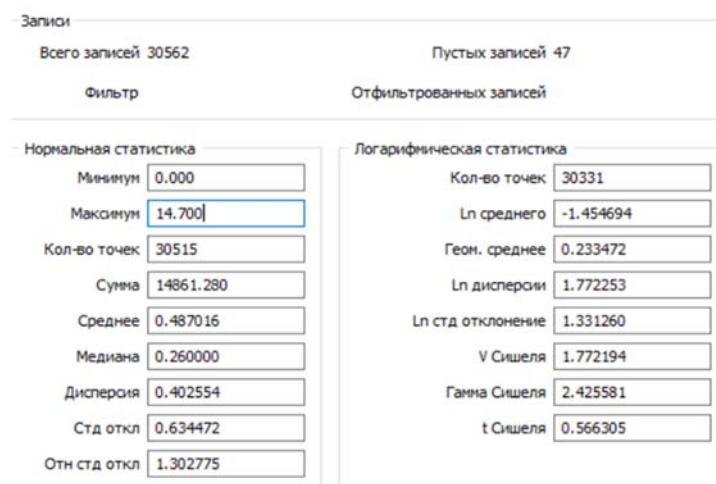 Записи
Всего записей 30562 Пустых записей 47
Фильтр Отфильтрованных записей
Нормальная статистика
Минимум 0.000
Максимум 14.700
Кол-во точек 30515
Сумма 14861.280
Среднее 0.487016
Медиана 0.260000
Дисперсия 0.402554
Стд откл 0.634472
Отн стд откл 1.302775
Логарифмическая статистика
Кол-во точек 30331
Ln среднего -1.454694
Геом. среднее 0.233472
Ln дисперсии 1.772253
Ln стд отклонение 1.331260
V Сишеля 1.772194
Гамма Сишеля 2.425581
t Сишеля 0.566305